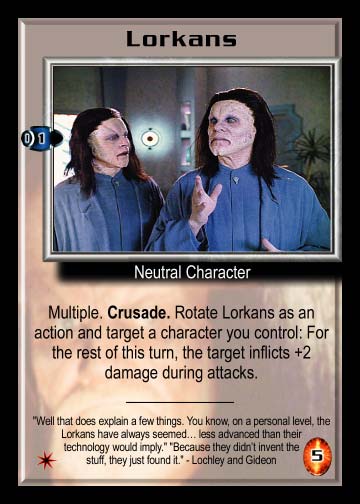 Lorkans
0 1
Neutral Character
Multiple. Crusade. Rotate Lorkans as an
action and target a character you control: For
the rest of this turn, the target inflicts +2
damage during attacks.
"Well that does explain a few things. You know, on a personal level, the
Lorkans have always seemed... less advanced than their
technology would imply." "Because they didn't invent the
stuff, they just found it." - Lochley and Gideon
5